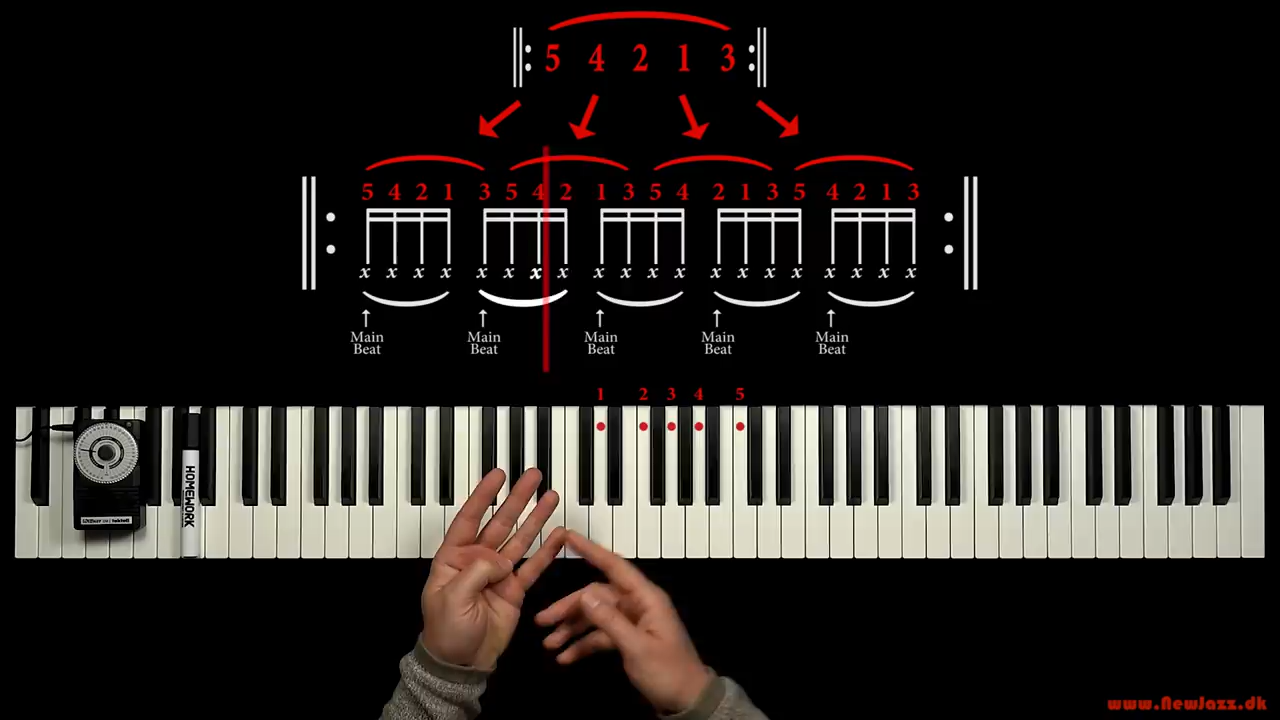 5 4 2 1 3
5 4 2 1 3 5 4 2 1 3 5 4 2 1 3 5 4 2 1 3
x x x x x x x x x x x x x x x x x x x x
Main Beat Main Beat Main Beat Main Beat Main Beat
1 2 3 4 5
HOMEWORK
www.NewJazz.dk